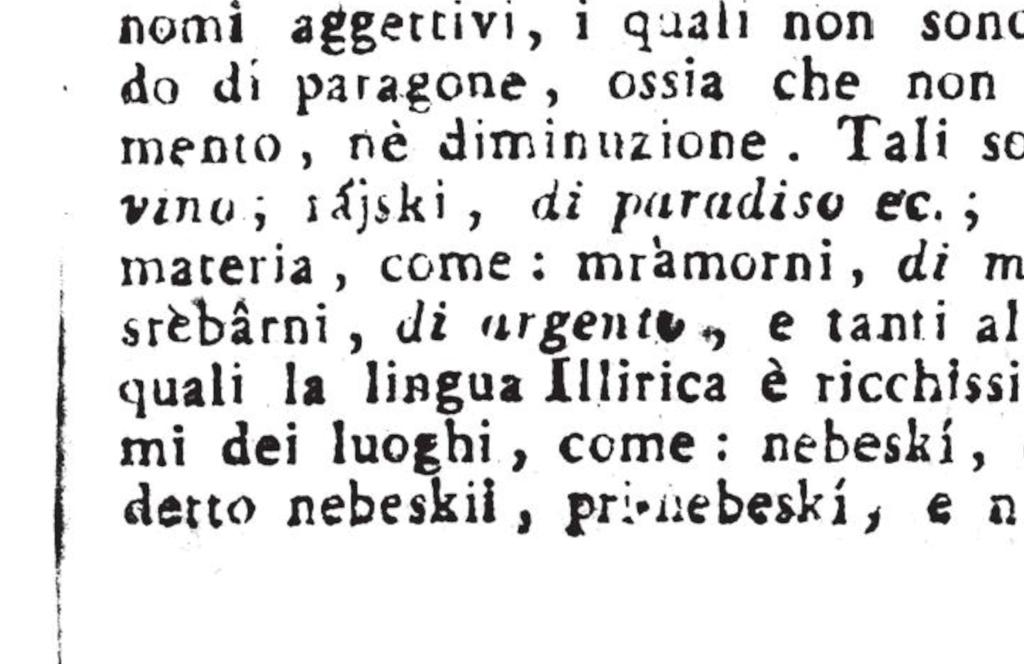 nomi aggettivi, i quali non sono
do di paragone, ossia che non
mento, nè diminuzione. Tali so
vino; rájski, di paradiso ec.;
materia, come: mràmorni, di m
srèbârni, di argento, e tanti al
quali la lingua Illirica è ricchissi
mi dei luoghi, come: nebeskí,
detto nebeskii, prinebeskí, e n